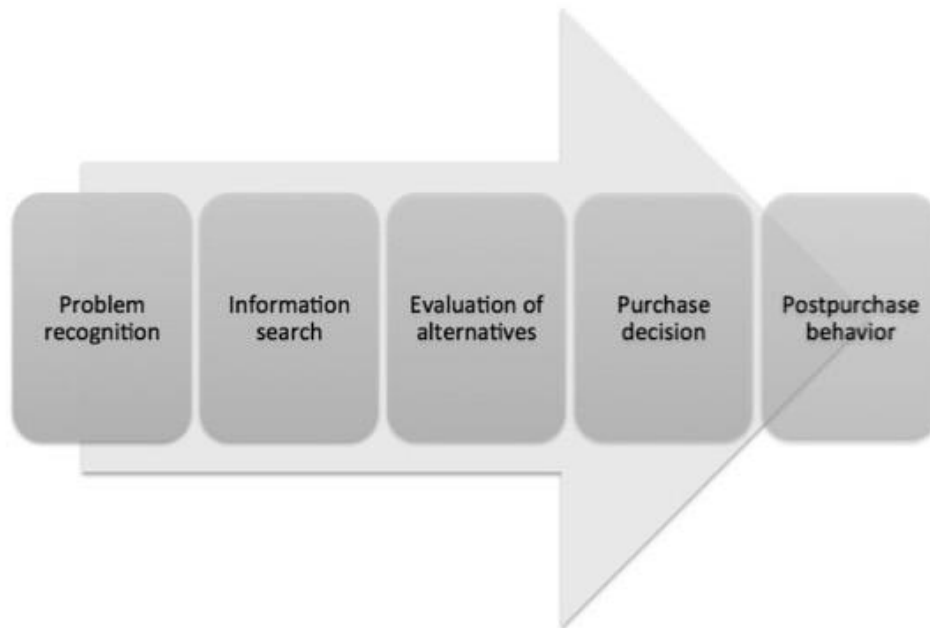 Problem
recognition
Information
search
Evaluation of
alternatives
Purchase
decision
Postpurchase
behavior